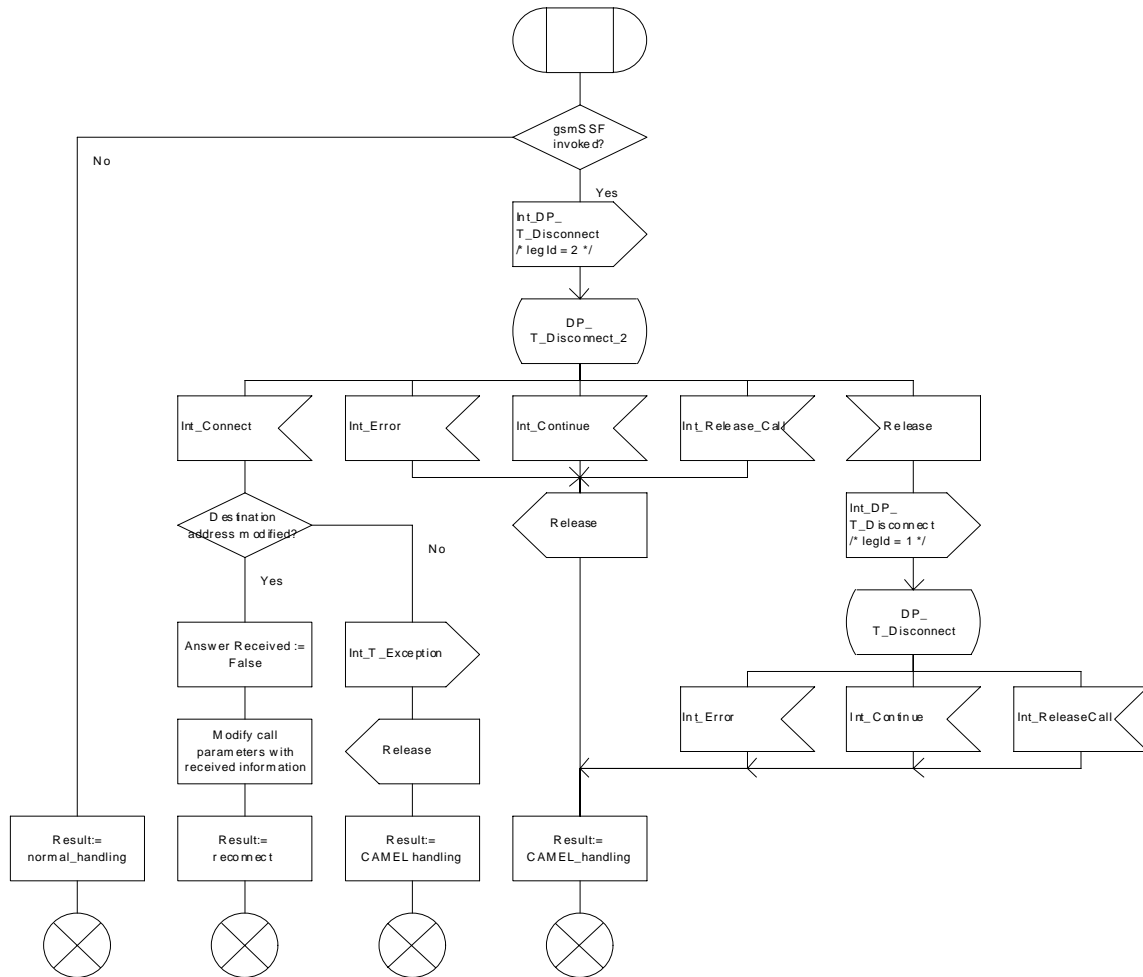 gsmSSF
invoked?
No
Yes
Int_DP_
T_Disconnect
/* legId = 2 */
DP_
T_Disconnect_2
Int_Connect
Int_Error
Int_Continue
Int_Release_Call
Release
Destination
address modified?
No
Yes
Release
Int_DP_
T_Disconnect
/* legId = 1 */
DP_
T_Disconnect
Answer Received :=
False
Int_T_Exception
Int_Error
Int_Continue
Int_ReleaseCall
Modify call
parameters with
received information
Release
Result:=
normal_handling
Result:=
reconnect
Result:=
CAMEL handling
Result:=
CAMEL_handling